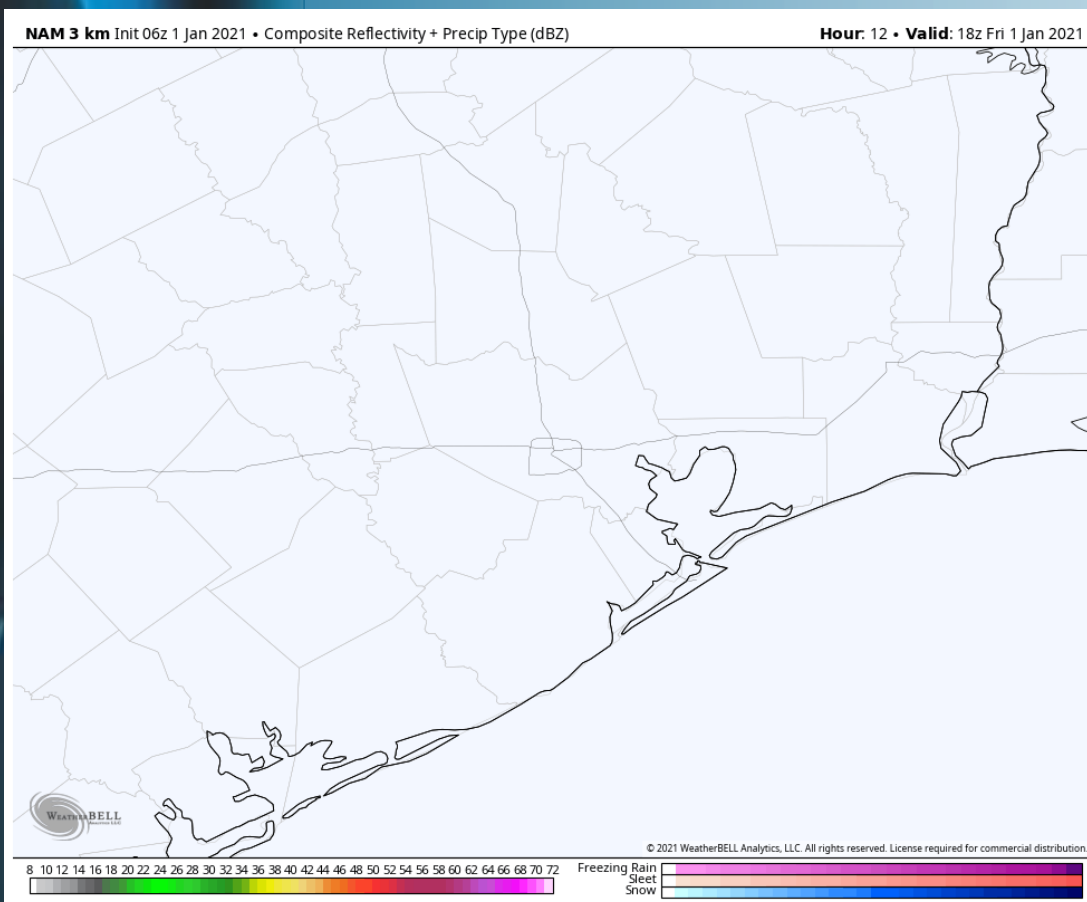 NAM 3 km Init 06z 1 Jan 2021 • Composite Reflectivity + Precip Type (dBZ)
Hour: 12 • Valid: 18z Fri 1 Jan 2021
WEATHERBELL
Analytics LLC
© 2021 WeatherBELL Analytics, LLC. All rights reserved. License required for commercial distribution.
8 10 12 14 16 18 20 22 24 26 28 30 32 34 36 38 40 42 44 46 48 50 52 54 56 58 60 62 64 66 68 70 72
Freezing Rain
Sleet
Snow